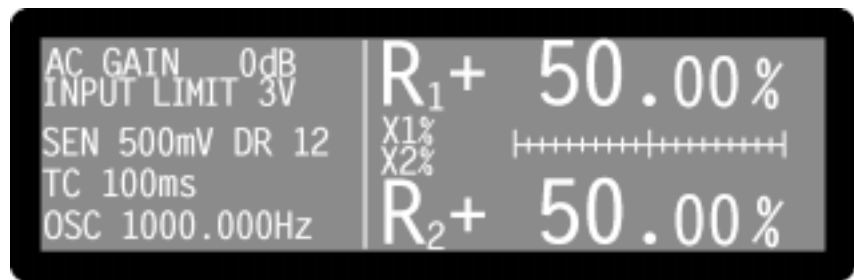 AC GAIN 0dB
INPUT LIMIT 3V
SEN 500mV DR 12
TC 100ms
OSC 1000.000Hz
R₁+ 50.00%
X1%
X2%
R₂+ 50.00%